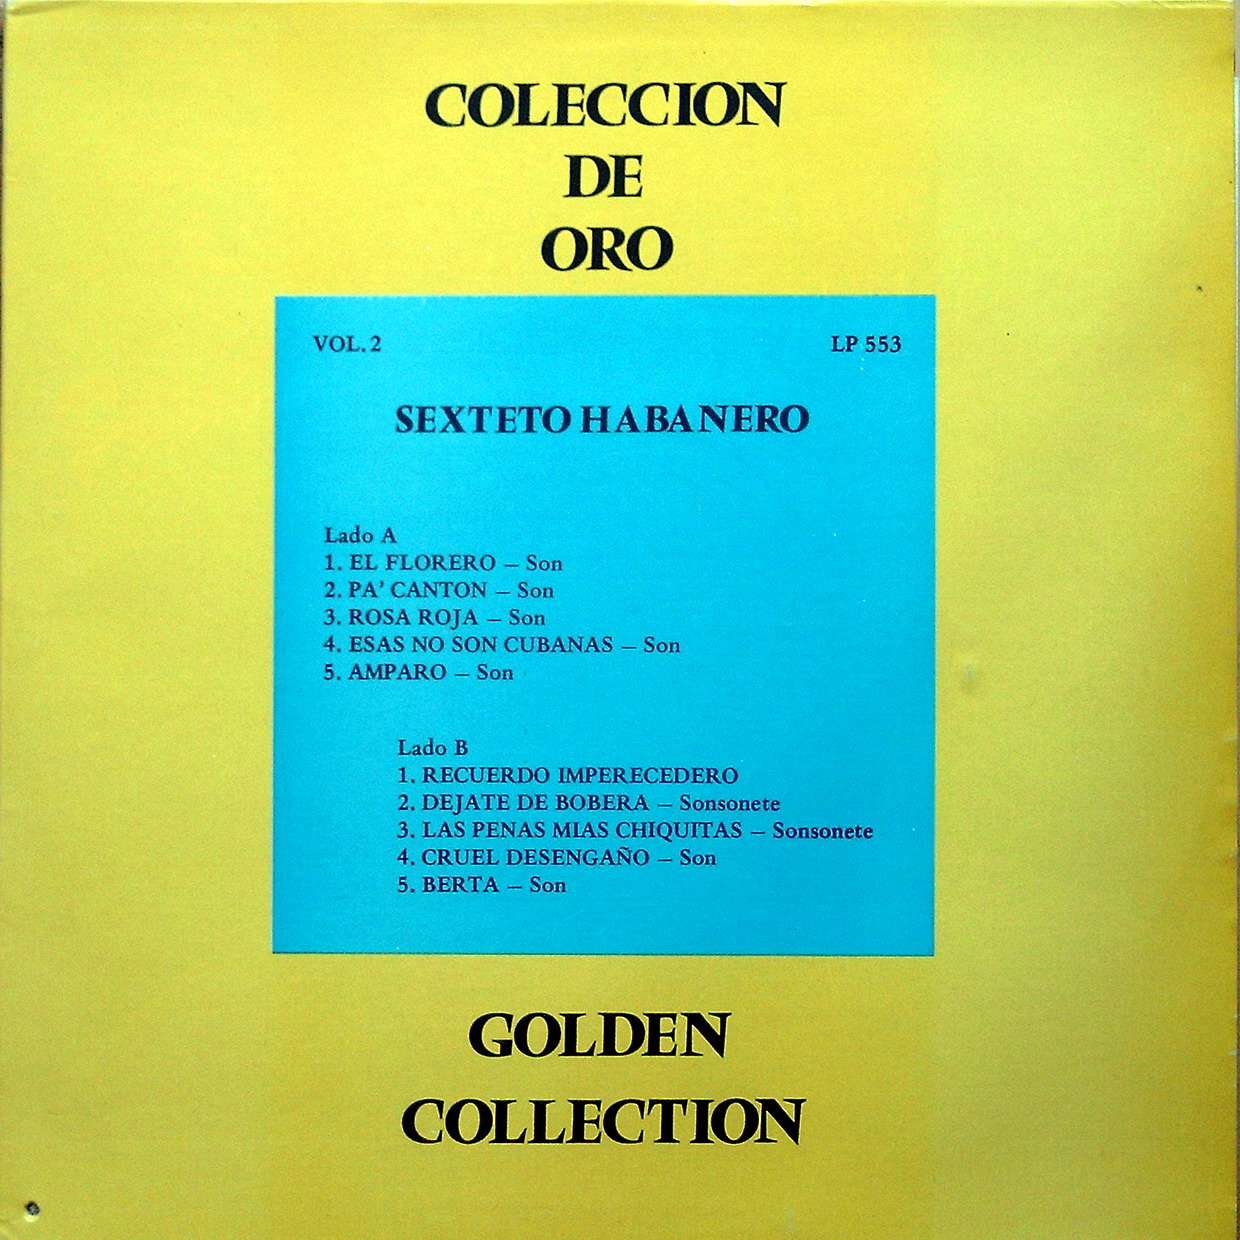 COLECCION
DE
ORO
VOL. 2 LP 553
SEXTETO HABANERO
Lado A
1. EL FLORERO – Son
2. PA' CANTON – Son
3. ROSA ROJA – Son
4. ESAS NO SON CUBANAS – Son
5. AMPARO – Son
Lado B
1. RECUERDO IMPERECEDERO
2. DEJATE DE BOBERA – Sonsonete
3. LAS PENAS MIAS CHIQUITAS – Sonsonete
4. CRUEL DESENGAÑO – Son
5. BERTA – Son
GOLDEN
COLLECTION